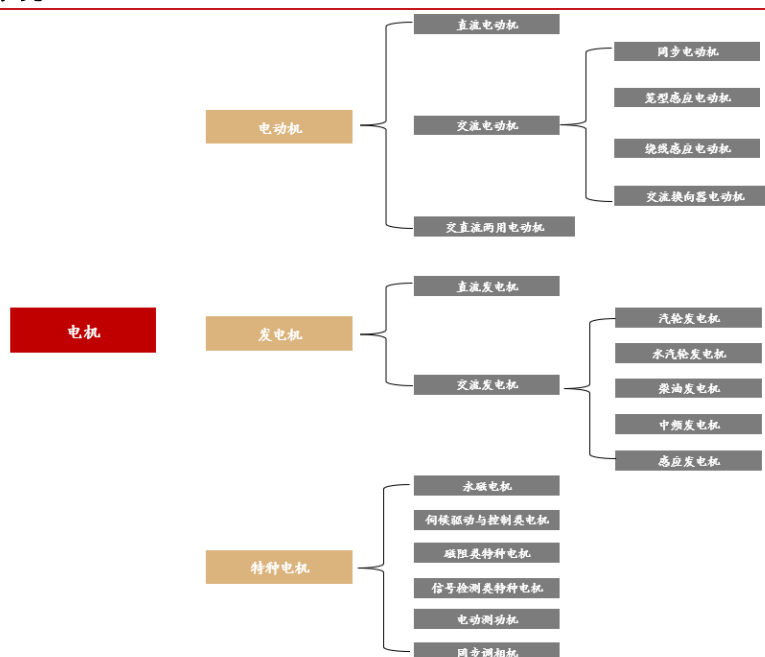 直流电动机
同步电动机
笼型感应电动机
电动机
交流电动机
绕线感应电动机
交流换向器电动机
交直流两用电动机
直流发电机
电机
发电机
汽轮发电机
水汽轮发电机
交流发电机
柴油发电机
中频发电机
感应发电机
永磁电机
伺候驱动与控制类电机
磁阻类特种电机
特种电机
信号检测类特种电机
电动测动机
同步调相机